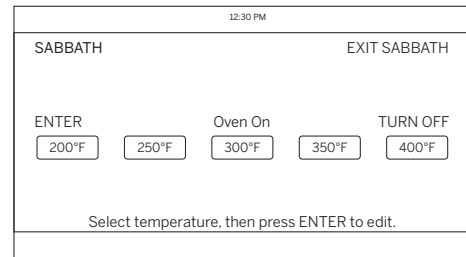 12:30 PM
SABBATH EXIT SABBATH
ENTER Oven On TURN OFF
200°F 250°F 300°F 350°F 400°F
Select temperature, then press ENTER to edit.